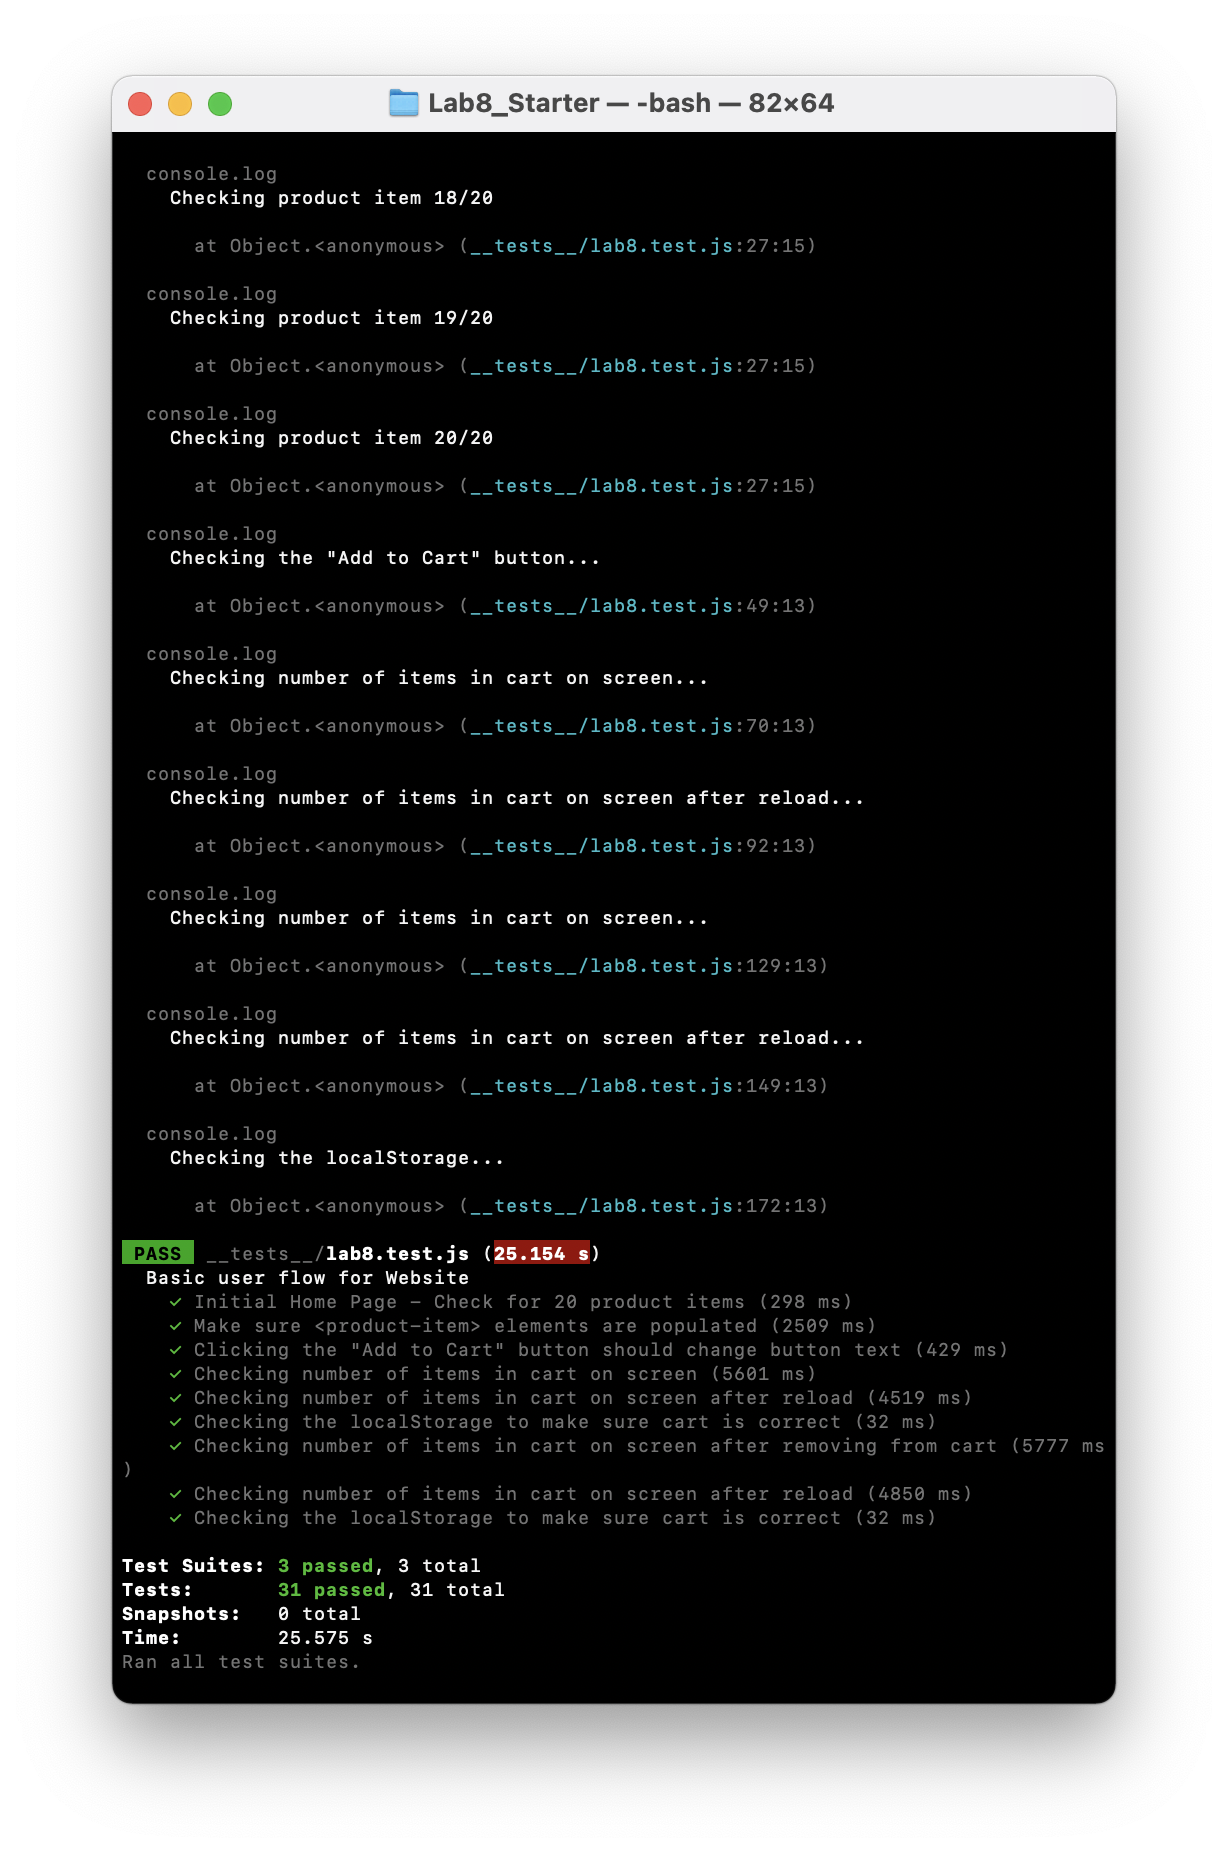 Lab8_Starter — -bash — 82×64
console.log
Checking product item 18/20
at Object.<anonymous> (__tests__/lab8.test.js:27:15)
console.log
Checking product item 19/20
at Object.<anonymous> (__tests__/lab8.test.js:27:15)
console.log
Checking product item 20/20
at Object.<anonymous> (__tests__/lab8.test.js:27:15)
console.log
Checking the "Add to Cart" button...
at Object.<anonymous> (__tests__/lab8.test.js:49:13)
console.log
Checking number of items in cart on screen...
at Object.<anonymous> (__tests__/lab8.test.js:70:13)
console.log
Checking number of items in cart on screen after reload...
at Object.<anonymous> (__tests__/lab8.test.js:92:13)
console.log
Checking number of items in cart on screen...
at Object.<anonymous> (__tests__/lab8.test.js:129:13)
console.log
Checking number of items in cart on screen after reload...
at Object.<anonymous> (__tests__/lab8.test.js:149:13)
console.log
Checking the localStorage...
at Object.<anonymous> (__tests__/lab8.test.js:172:13)
PASS __tests__/lab8.test.js (25.154 s)
Basic user flow for Website
✓ Initial Home Page – Check for 20 product items (298 ms)
✓ Make sure <product-item> elements are populated (2509 ms)
✓ Clicking the "Add to Cart" button should change button text (429 ms)
✓ Checking number of items in cart on screen (5601 ms)
✓ Checking number of items in cart on screen after reload (4519 ms)
✓ Checking the localStorage to make sure cart is correct (32 ms)
✓ Checking number of items in cart on screen after removing from cart (5777 ms
)
✓ Checking number of items in cart on screen after reload (4850 ms)
✓ Checking the localStorage to make sure cart is correct (32 ms)
Test Suites: 3 passed, 3 total
Tests: 31 passed, 31 total
Snapshots: 0 total
Time: 25.575 s
Ran all test suites.